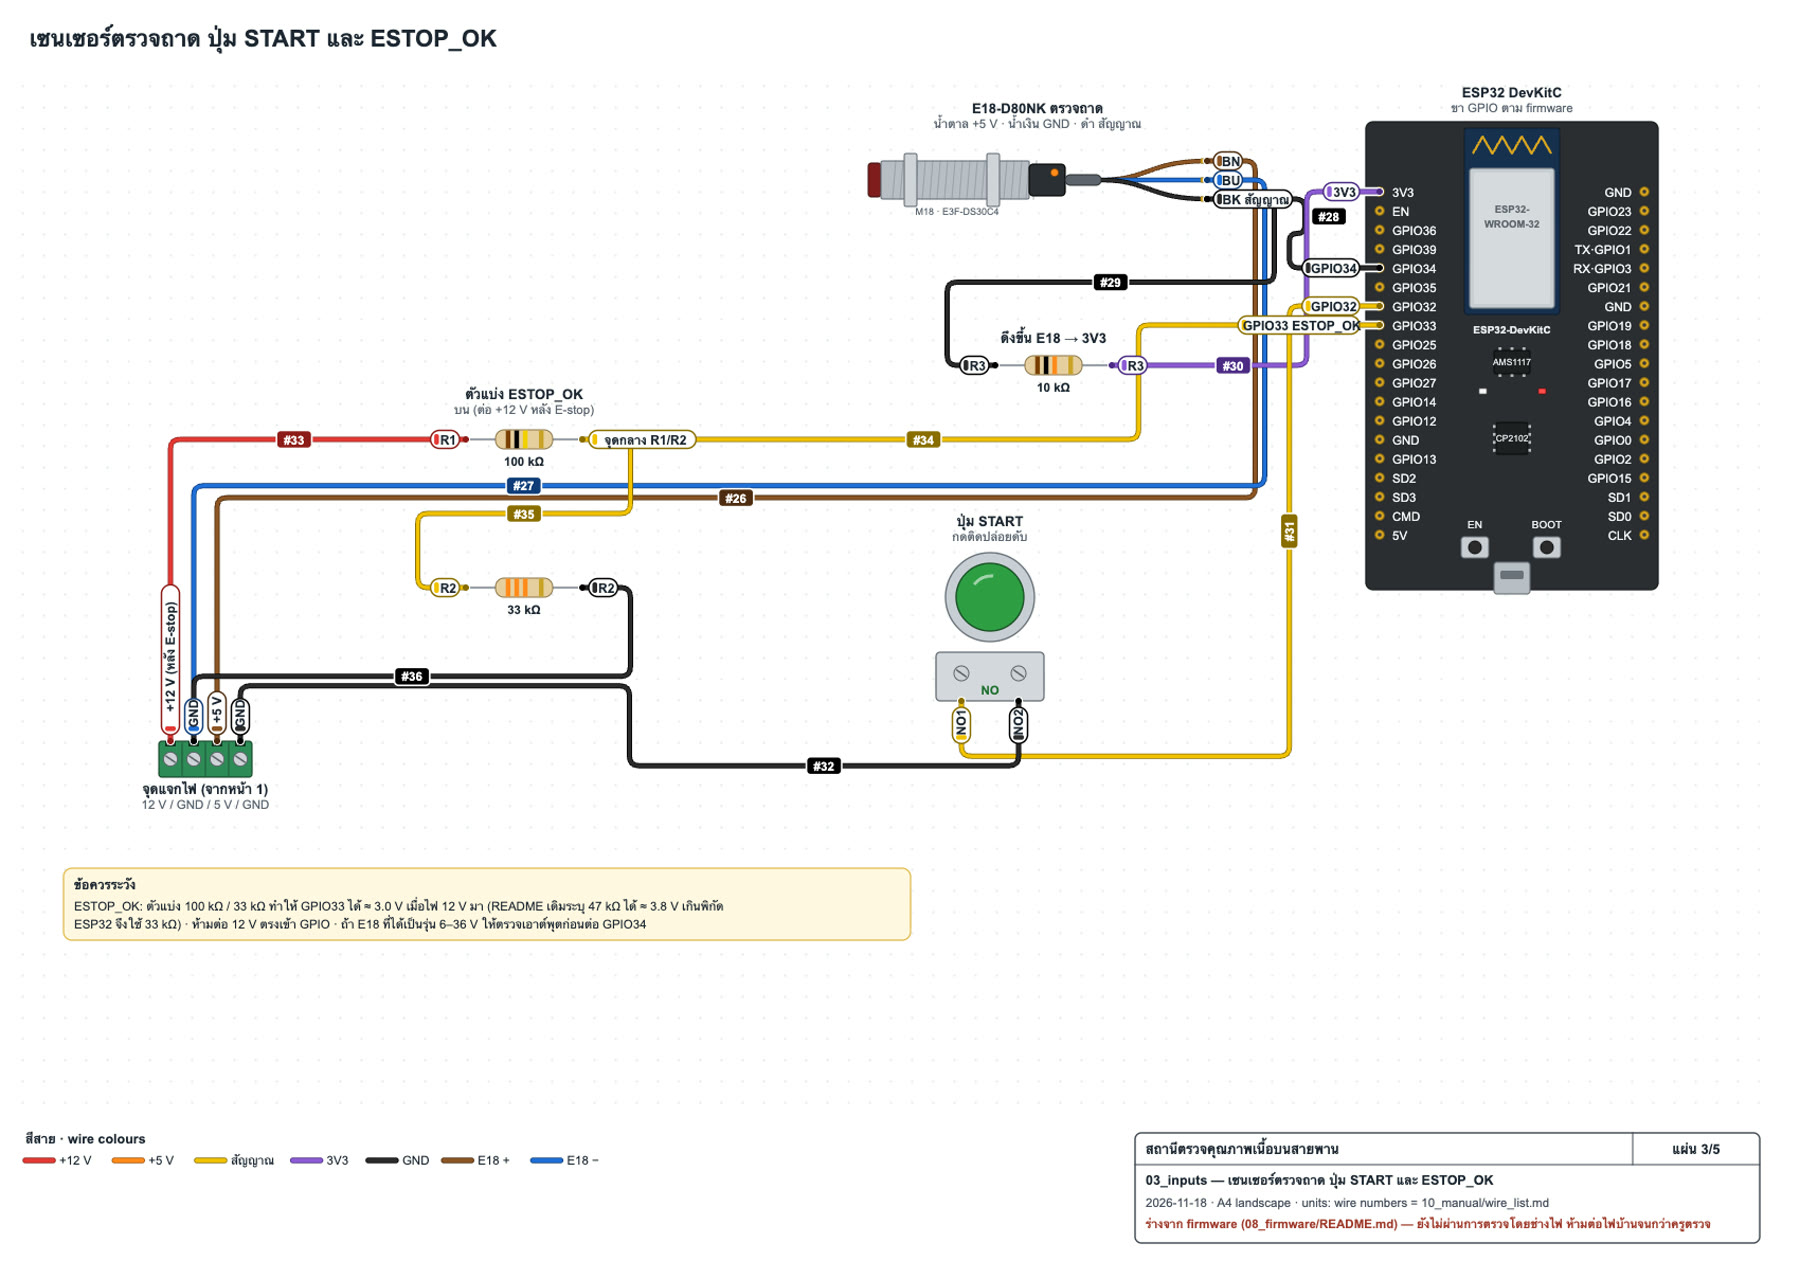 เซนเซอร์ตรวจถาด ปุ่ม START และ ESTOP_OK
E18-D80NK ตรวจถาด
น้ำตาล +5 V · น้ำเงิน GND · ดำ สัญญาณ
M18 · E3F-DS30C4
BN
BU
BK สัญญาณ
#28
3V3
GPIO34
GPIO32
GPIO33 ESTOP_OK
ESP32 DevKitC
ขา GPIO ตาม firmware
3V3
EN
GPIO36
GPIO39
GPIO34
GPIO35
GPIO32
GPIO33
GPIO25
GPIO26
GPIO27
GPIO14
GPIO12
GND
GPIO13
SD2
SD3
CMD
5V
ESP32-
WROOM-32
ESP32-DevKitC
AMS1117
CP2102
EN
BOOT
GND
GPIO23
GPIO22
TX·GPIO1
RX·GPIO3
GPIO21
GND
GPIO19
GPIO18
GPIO5
GPIO17
GPIO16
GPIO4
GPIO0
GPIO2
GPIO15
SD1
SD0
CLK
#29
ดึงขึ้น E18 → 3V3
R3
R3
#30
10 kΩ
ตัวแบ่ง ESTOP_OK
บน (ต่อ +12 V หลัง E-stop)
#33
R1
จุดกลาง R1/R2
#34
100 kΩ
#27
#26
#35
#31
R2
R2
33 kΩ
ปุ่ม START
กดติดปล่อยดับ
NO
NO1
NO2
#36
#32
+12 V (หลัง E-stop)
GND
+5 V
GND
จุดแจกไฟ (จากหน้า 1)
12 V / GND / 5 V / GND
ข้อควรระวัง
ESTOP_OK: ตัวแบ่ง 100 kΩ / 33 kΩ ทำให้ GPIO33 ได้ ≈ 3.0 V เมื่อไฟ 12 V มา (README เดิมระบุ 47 kΩ ได้ ≈ 3.8 V เกินพิกัด
ESP32 จึงใช้ 33 kΩ) · ห้ามต่อ 12 V ตรงเข้า GPIO · ถ้า E18 ที่ได้เป็นรุ่น 6–36 V ให้ตรวจเอาต์พุตก่อนต่อ GPIO34
สีสาย · wire colours
+12 V
+5 V
สัญญาณ
3V3
GND
E18 +
E18 −
สถานีตรวจคุณภาพเนื้อบนสายพาน
แผ่น 3/5
03_inputs — เซนเซอร์ตรวจถาด ปุ่ม START และ ESTOP_OK
2026-11-18 · A4 landscape · units: wire numbers = 10_manual/wire_list.md
ร่างจาก firmware (08_firmware/README.md) — ยังไม่ผ่านการตรวจโดยช่างไฟ ห้ามต่อไฟบ้านจนกว่าครูตรวจ